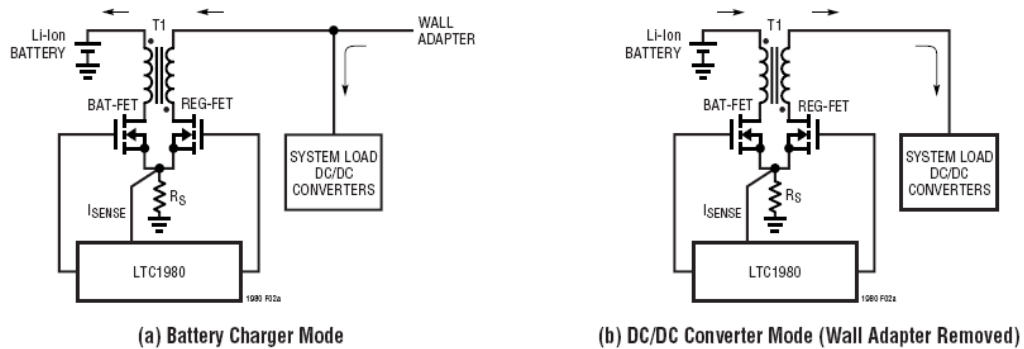 T1
Li-Ion
BATTERY
WALL
ADAPTER
BAT-FET
REG-FET
SYSTEM LOAD
DC/DC
CONVERTERS
RS
ISENSE
LTC1980
1980 F02a
(a) Battery Charger Mode
T1
Li-Ion
BATTERY
BAT-FET
REG-FET
SYSTEM LOAD
DC/DC
CONVERTERS
RS
ISENSE
LTC1980
1980 F02a
(b) DC/DC Converter Mode (Wall Adapter Removed)